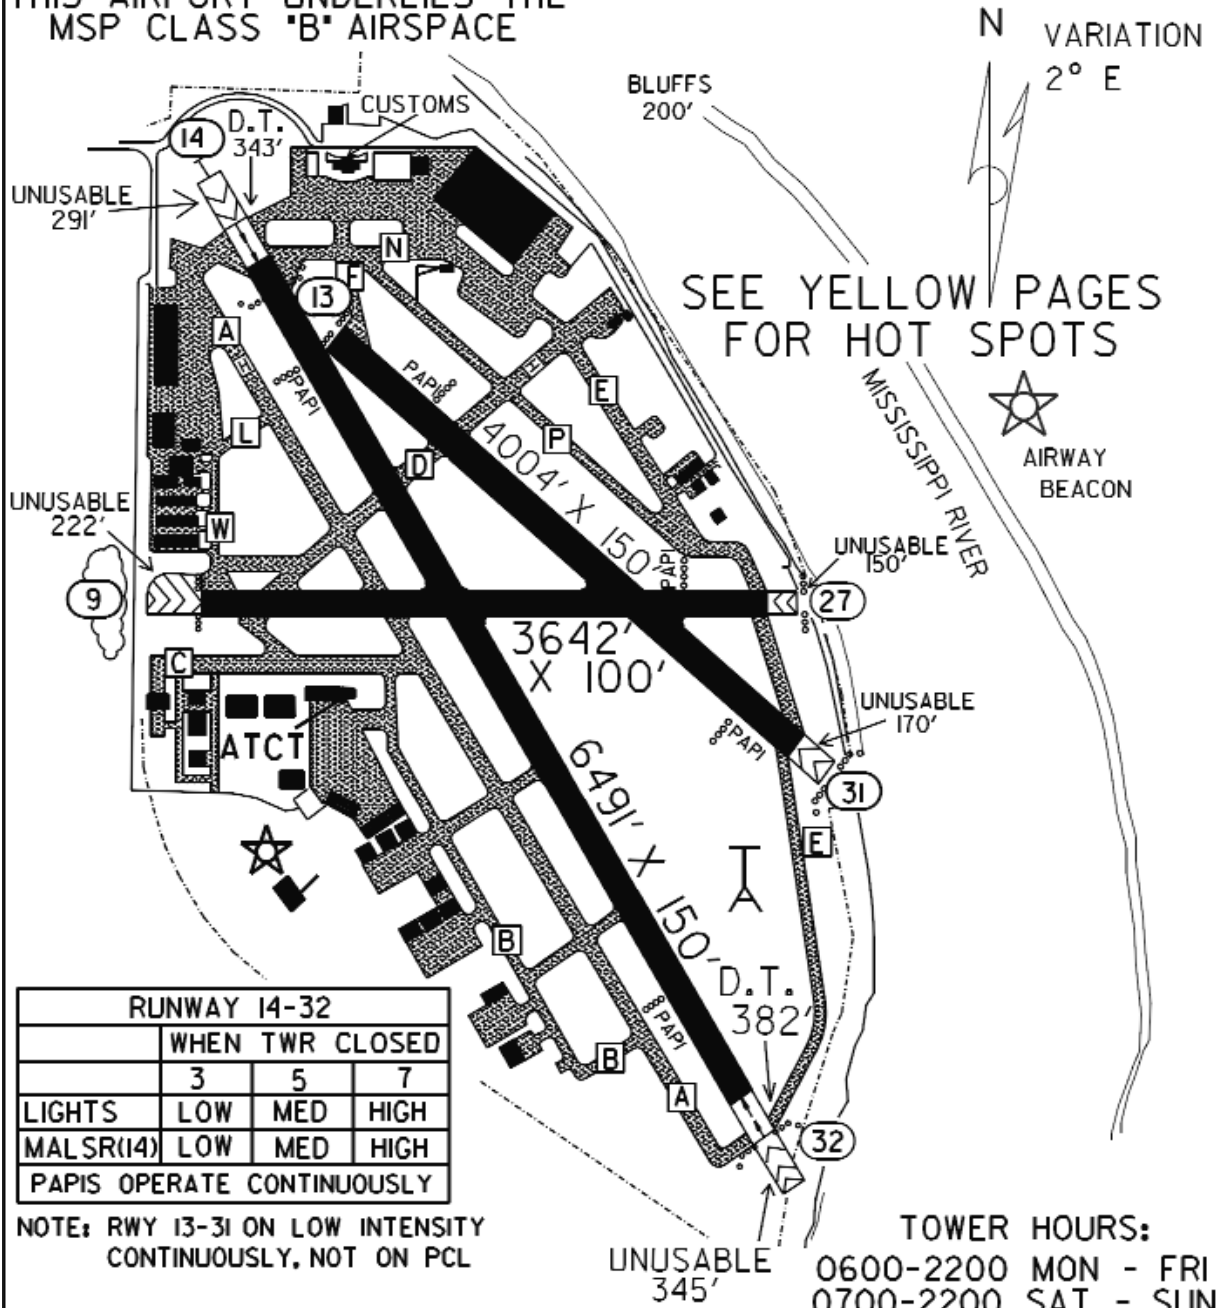 THIS AIRPORT UNDERLIES THE
MSP CLASS "B" AIRSPACE
N
VARIATION
2° E
BLUFFS
200'
CUSTOMS
14
D.T.
343'
UNUSABLE
291'
N
F
13
SEE YELLOW PAGES
FOR HOT SPOTS
A
H
H
PAPI
PAPI
E
MISSISSIPPI RIVER
AIRWAY
BEACON
L
D
P
4004' X 150'
UNUSABLE
222'
W
PAPI
UNUSABLE
150'
9
27
3642'
X 100'
C
ATCT
UNUSABLE
170'
PAPI
31
6491' X 150'
E
B
D.T.
382'
PAPI
B
A
32
RUNWAY 14-32
WHEN TWR CLOSED
3 5 7
LIGHTS LOW MED HIGH
MALSR(14) LOW MED HIGH
PAPIS OPERATE CONTINUOUSLY
NOTE: RWY 13-31 ON LOW INTENSITY
CONTINUOUSLY, NOT ON PCL
UNUSABLE
345'
TOWER HOURS:
0600-2200 MON - FRI
0700-2200 SAT - SUN